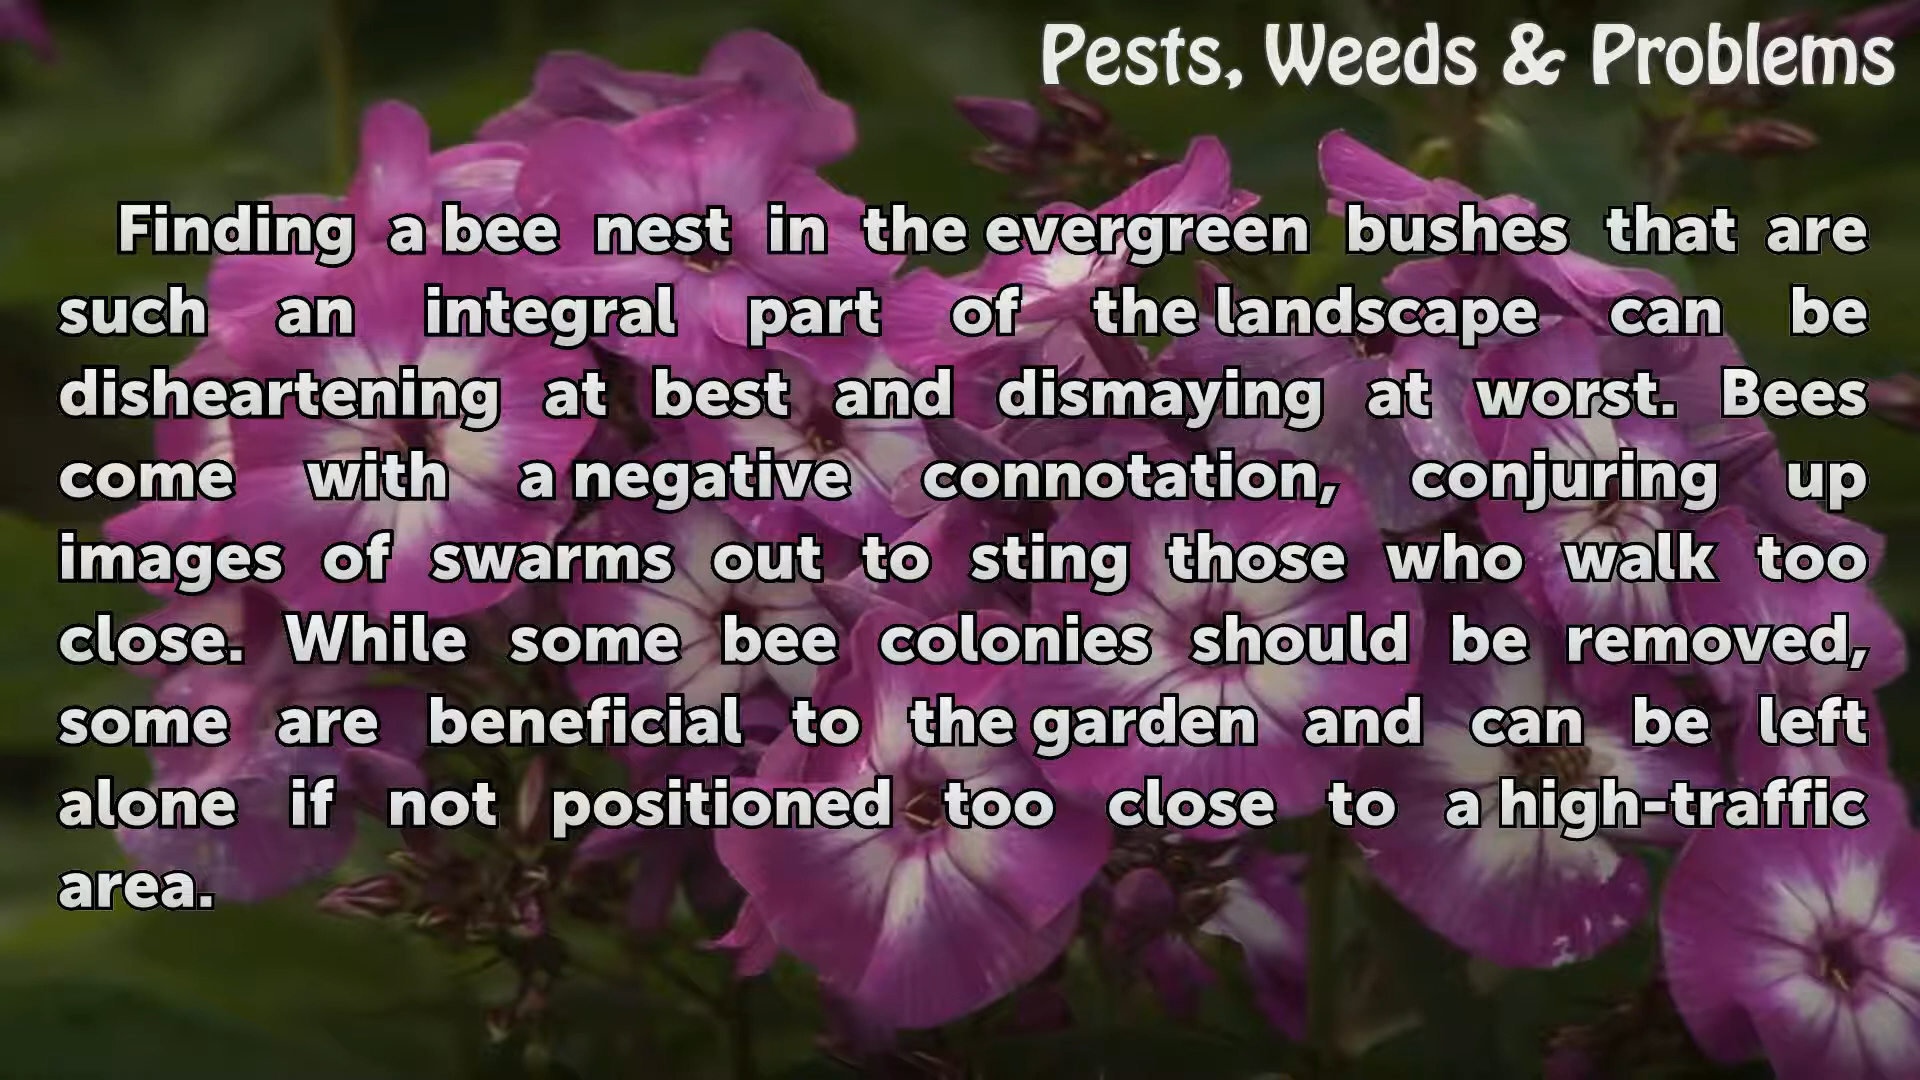 Pests, Weeds & Problems
Finding a bee nest in the evergreen bushes that are
such an integral part of the landscape can be
disheartening at best and dismaying at worst. Bees
come with a negative connotation, conjuring up
images of swarms out to sting those who walk too
close. While some bee colonies should be removed,
some are beneficial to the garden and can be left
alone if not positioned too close to a high-traffic
area.